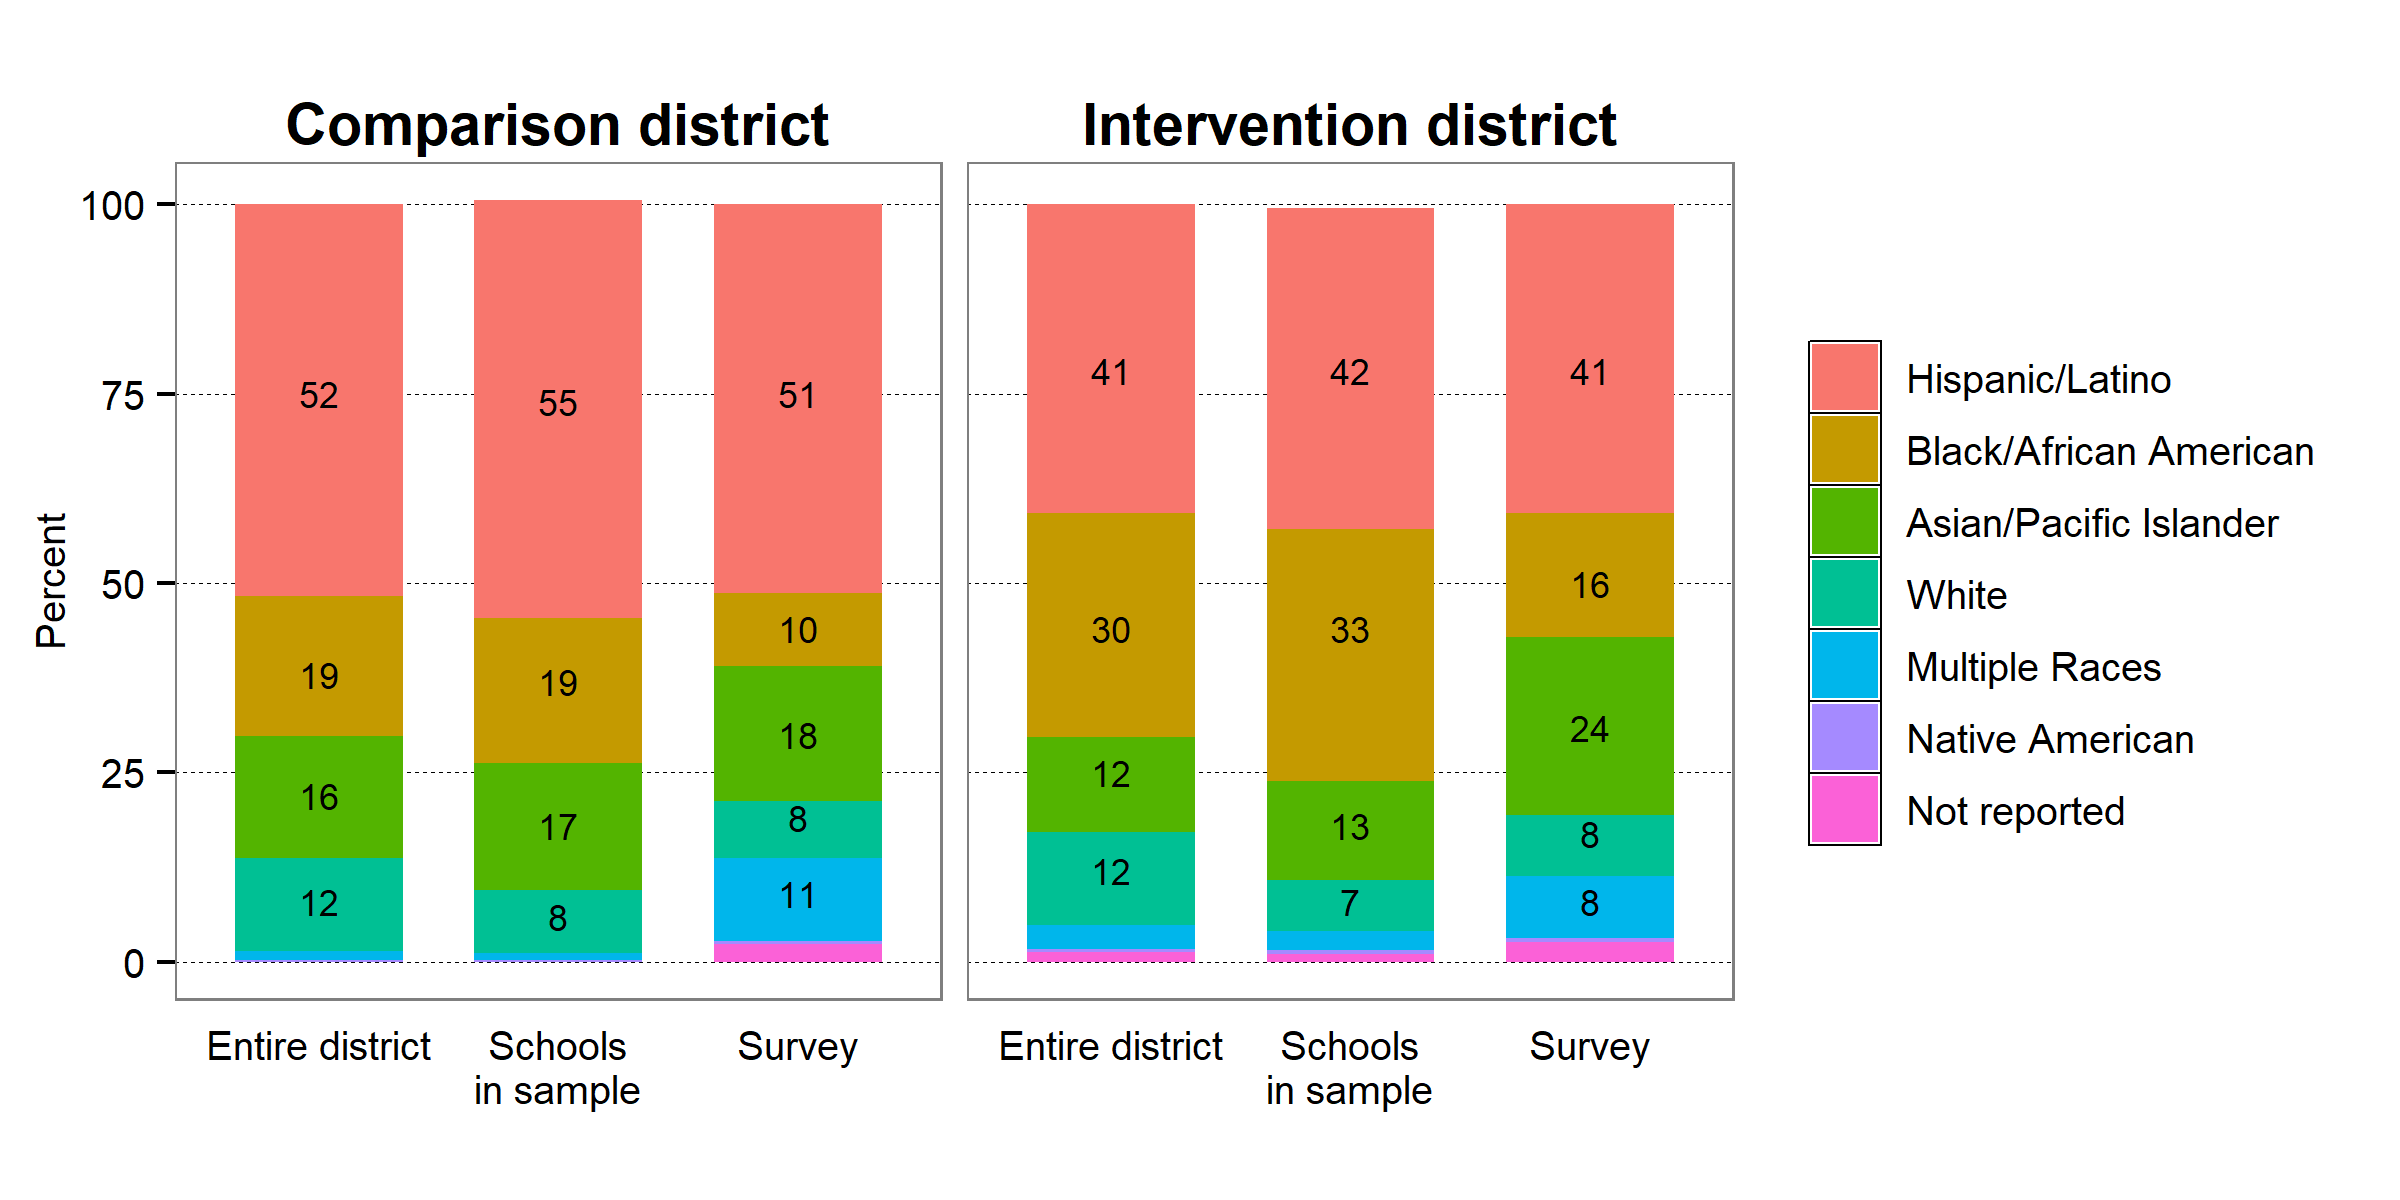 Comparison district
Intervention district
Percent
100
75
50
25
0
52
19
16
12
55
19
17
8
51
10
18
8
11
41
30
12
12
42
33
13
7
41
16
24
8
8
Entire district
Schools
in sample
Survey
Entire district
Schools
in sample
Survey
Hispanic/Latino
Black/African American
Asian/Pacific Islander
White
Multiple Races
Native American
Not reported